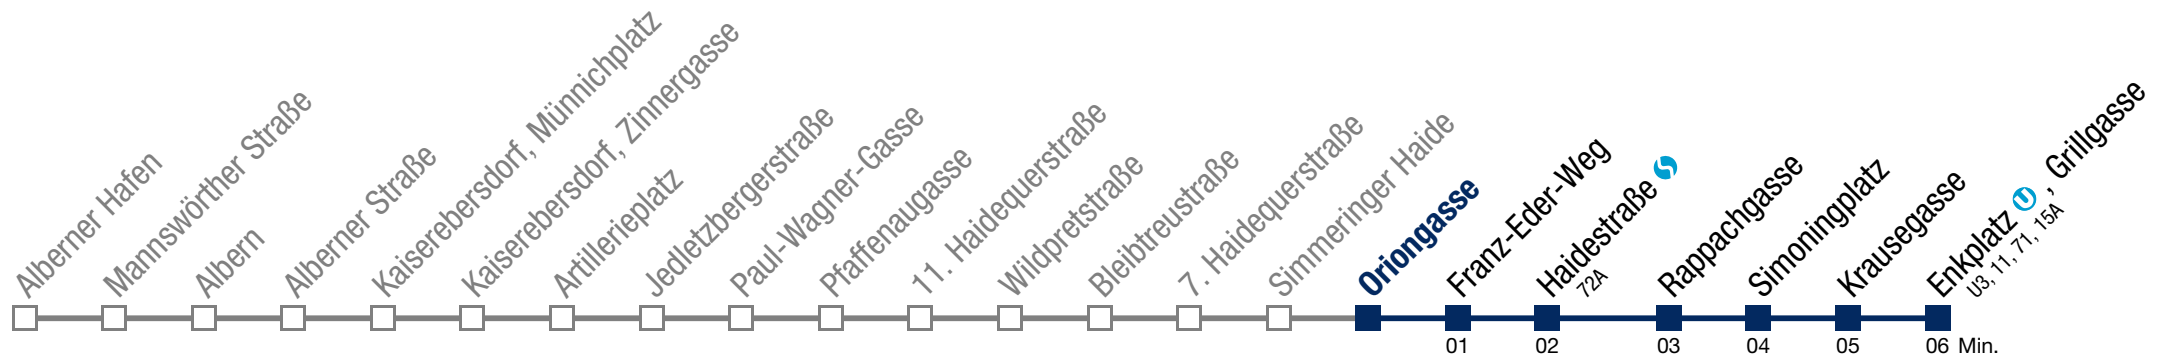 Alberner Hafen
Mannswörther Straße
Albern
Alberner Straße
Kaiserebersdorf, Münnichplatz
Kaiserebersdorf, Zinnergasse
Artillerieplatz
Jedletzbergerstraße
Paul-Wagner-Gasse
Pfaffenaugasse
11. Haidequerstraße
Wildpretstraße
Bleibtreustraße
7. Haidequerstraße
Simmeringer Haide
Oriongasse
Franz-Eder-Weg
Haidestraße S
72A
Rappachgasse
Simoningplatz
Krausegasse
Enkplatz U, Grillgasse
U3, 11, 71, 15A
01 02 03 04 05 06 Min.